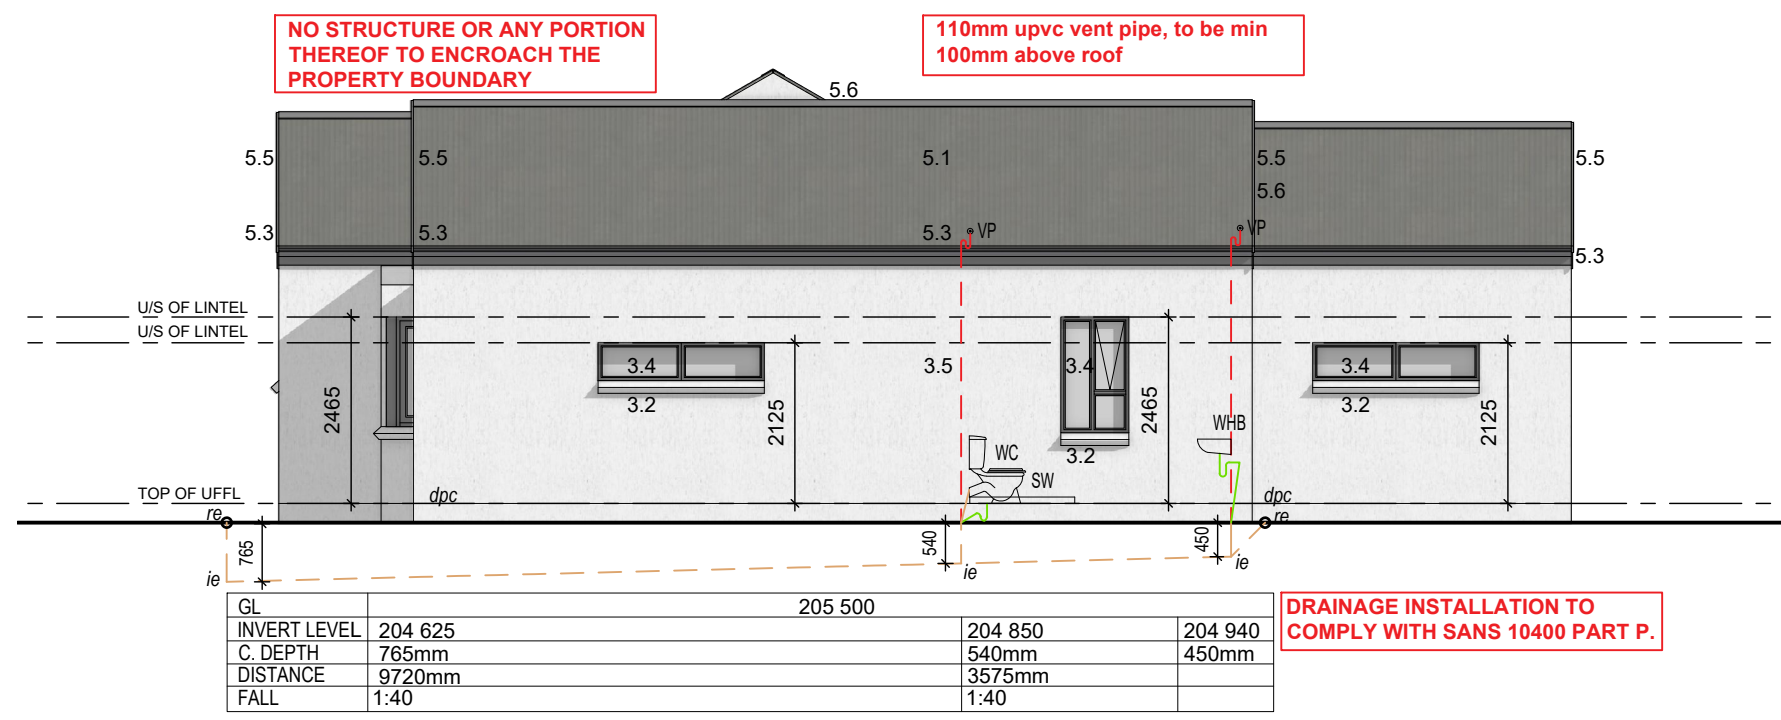 NO STRUCTURE OR ANY PORTION
THEREOF TO ENCROACH THE
PROPERTY BOUNDARY
110mm upvc vent pipe, to be min
100mm above roof
5.6
5.5 5.5 5.1 5.5 5.5
5.6
5.3 5.3 5.3 VP VP
5.3
U/S OF LINTEL
U/S OF LINTEL
3.4 3.5 3.4 3.4
3.2 3.2
2465 2125 2465 2125
WHB
WC 3.2
SW
TOP OF UFFL dpc dpc
re re
765 540 450
ie ie ie
GL 205 500
INVERT LEVEL 204 625 204 850 204 940
C. DEPTH 765mm 540mm 450mm
DISTANCE 9720mm 3575mm
FALL 1:40 1:40
DRAINAGE INSTALLATION TO
COMPLY WITH SANS 10400 PART P.